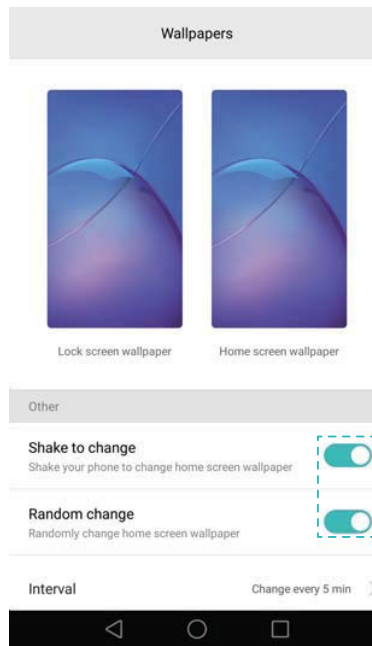 Wallpapers
Lock screen wallpaper
Home screen wallpaper
Other
Shake to change
Shake your phone to change home screen wallpaper
Random change
Randomly change home screen wallpaper
Interval
Change every 5 min